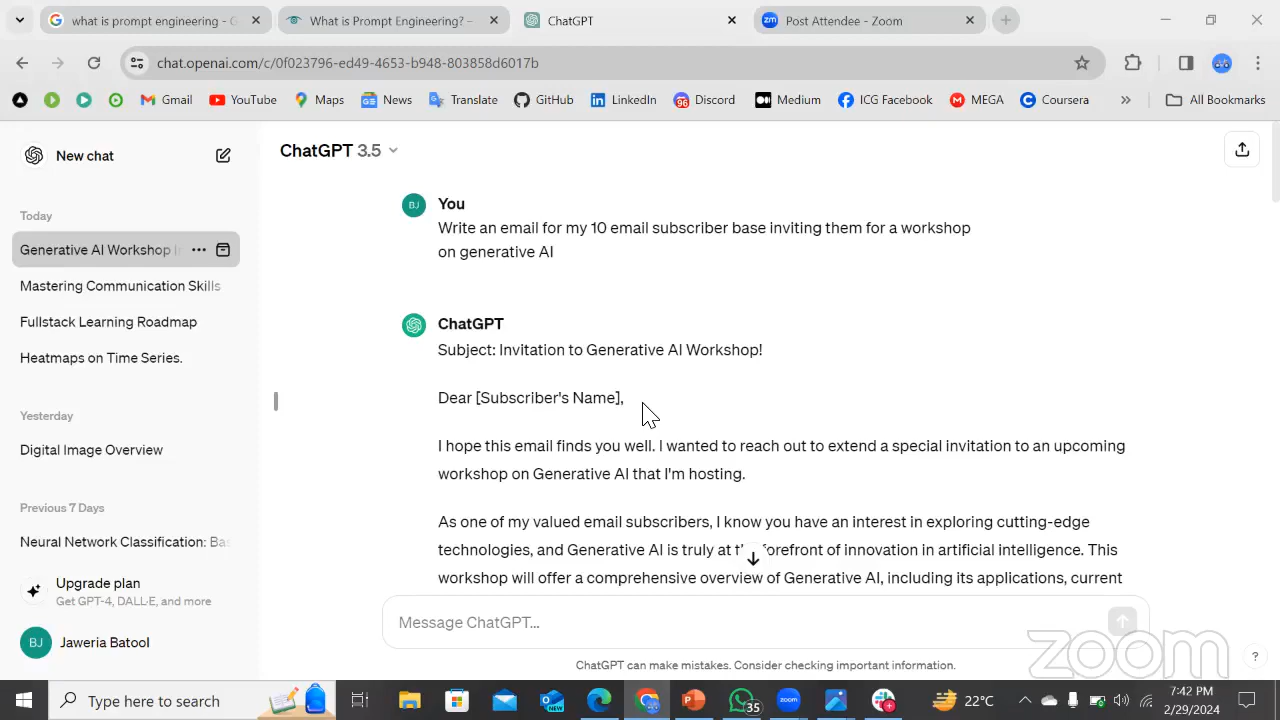 what is prompt engineering - G
What is Prompt Engineering? –
ChatGPT
zm
Post Attendee - Zoom
chat.openai.com/c/0f023796-ed49-4653-b948-803858d6017b
Gmail
YouTube
Maps
News
Translate
GitHub
LinkedIn
96
Discord
Medium
ICG Facebook
MEGA
Coursera
All Bookmarks
New chat
ChatGPT 3.5
Today
Generative AI Workshop I
Mastering Communication Skills
Fullstack Learning Roadmap
Heatmaps on Time Series.
Yesterday
Digital Image Overview
Previous 7 Days
Neural Network Classification: Bas
Upgrade plan
Get GPT-4, DALL·E, and more
BJ
Jaweria Batool
BJ
You
Write an email for my 10 email subscriber base inviting them for a workshop
on generative AI
ChatGPT
Subject: Invitation to Generative AI Workshop!
Dear [Subscriber's Name],
I hope this email finds you well. I wanted to reach out to extend a special invitation to an upcoming
workshop on Generative AI that I'm hosting.
As one of my valued email subscribers, I know you have an interest in exploring cutting-edge
technologies, and Generative AI is truly at forefront of innovation in artificial intelligence. This
workshop will offer a comprehensive overview of Generative AI, including its applications, current
Message ChatGPT...
ChatGPT can make mistakes. Consider checking important information.
?
zoom
Type here to search
NEW
35
zoom
22°C
7:42 PM
2/29/2024